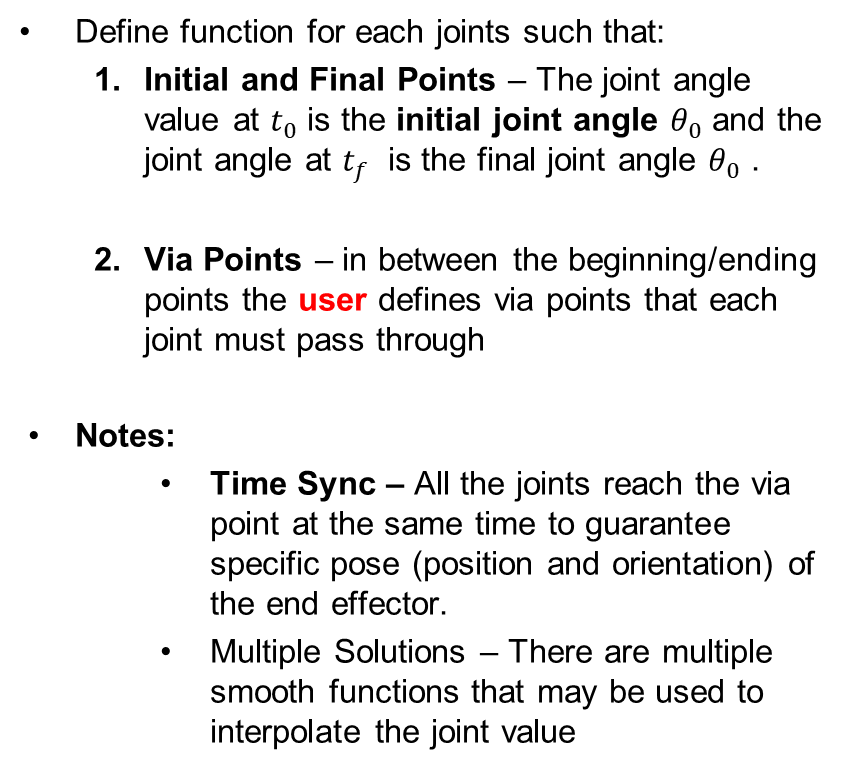 • Define function for each joints such that:
1. Initial and Final Points – The joint angle
value at t₀ is the initial joint angle θ₀ and the
joint angle at t_f is the final joint angle θ₀ .
2. Via Points – in between the beginning/ending
points the user defines via points that each
joint must pass through
• Notes:
• Time Sync – All the joints reach the via
point at the same time to guarantee
specific pose (position and orientation) of
the end effector.
• Multiple Solutions – There are multiple
smooth functions that may be used to
interpolate the joint value